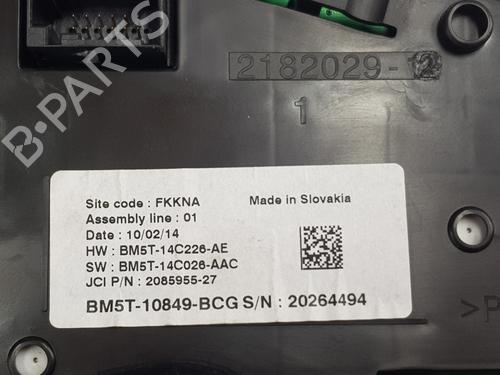 2182029-12
1
B-PARTS
Site code : FKKNA Made in Slovakia
Assembly line : 01
Date : 10/02/14
HW : BM5T-14C226-AE
SW : BM5T-14C026-AAC
JCI P/N : 2085955-27
BM5T-10849-BCG S/N : 20264494
>P